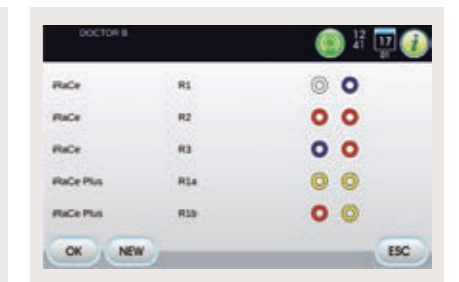 DOCTOR B
12
41
17
01
i
iRaCe R1
iRaCe R2
iRaCe R3
iRaCe Plus R1a
iRaCe Plus R1b
OK NEW ESC